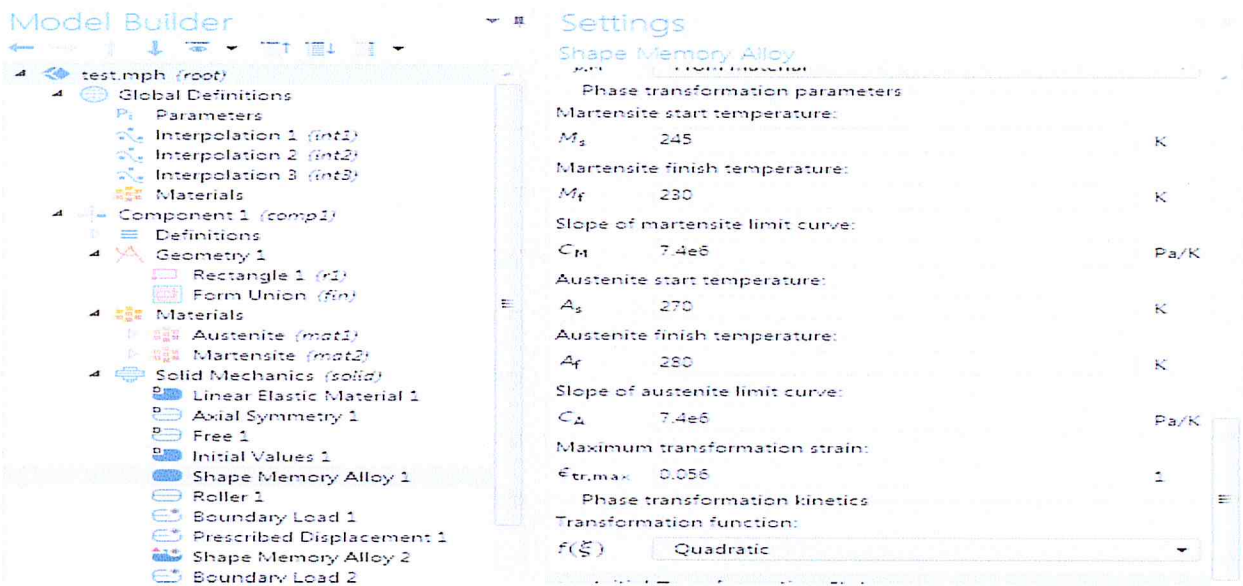 Model Builder
test.mph (root)
Global Definitions
Pi Parameters
Interpolation 1 (int1)
Interpolation 2 (int2)
Interpolation 3 (int3)
Materials
Component 1 (comp1)
Definitions
Geometry 1
Rectangle 1 (r1)
Form Union (fin)
Materials
Austenite (mat1)
Martensite (mat2)
Solid Mechanics (solid)
Linear Elastic Material 1
Axial Symmetry 1
Free 1
Initial Values 1
Shape Memory Alloy 1
Roller 1
Boundary Load 1
Prescribed Displacement 1
Shape Memory Alloy 2
Boundary Load 2
Settings
Shape Memory Alloy
Phase transformation parameters
Martensite start temperature:
Ms 245 K
Martensite finish temperature:
Mf 230 K
Slope of martensite limit curve:
CM 7.4e6 Pa/K
Austenite start temperature:
As 270 K
Austenite finish temperature:
Af 280 K
Slope of austenite limit curve:
CA 7.4e6 Pa/K
Maximum transformation strain:
εtr,max 0.056 1
Phase transformation kinetics
Transformation function:
f(ξ) Quadratic